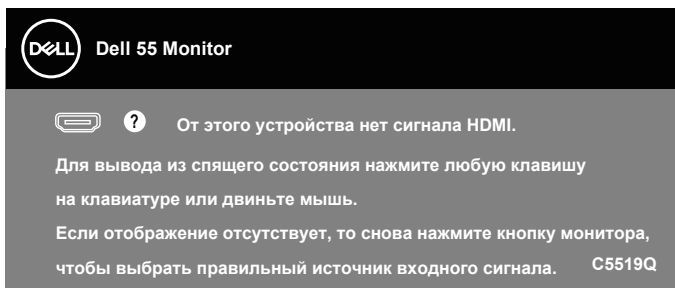 DELL Dell 55 Monitor
? От этого устройства нет сигнала HDMI.
Для вывода из спящего состояния нажмите любую клавишу
на клавиатуре или двиньте мышь.
Если отображение отсутствует, то снова нажмите кнопку монитора,
чтобы выбрать правильный источник входного сигнала. C5519Q